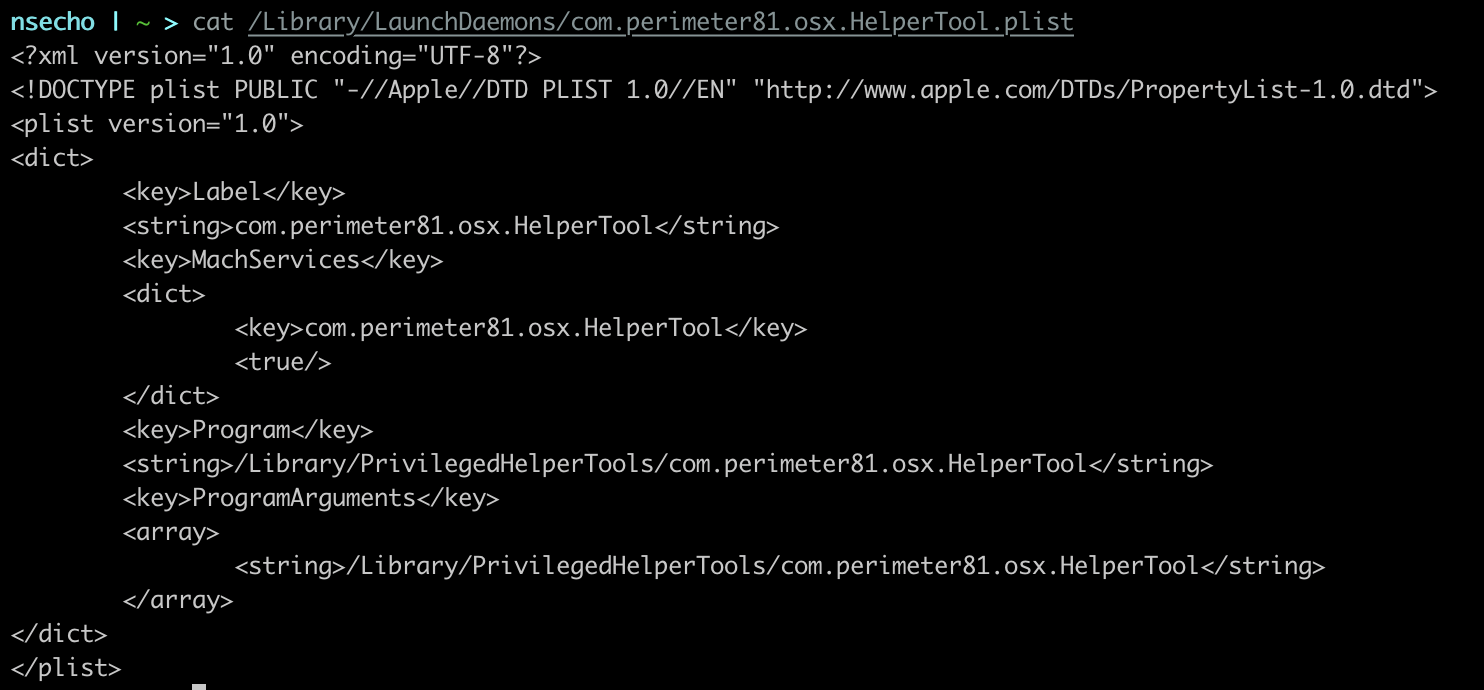 nsecho | ~ > cat /Library/LaunchDaemons/com.perimeter81.osx.HelperTool.plist
<?xml version="1.0" encoding="UTF-8"?>
<!DOCTYPE plist PUBLIC "-//Apple//DTD PLIST 1.0//EN" "http://www.apple.com/DTDs/PropertyList-1.0.dtd">
<plist version="1.0">
<dict>
        <key>Label</key>
        <string>com.perimeter81.osx.HelperTool</string>
        <key>MachServices</key>
        <dict>
                <key>com.perimeter81.osx.HelperTool</key>
                <true/>
        </dict>
        <key>Program</key>
        <string>/Library/PrivilegedHelperTools/com.perimeter81.osx.HelperTool</string>
        <key>ProgramArguments</key>
        <array>
                <string>/Library/PrivilegedHelperTools/com.perimeter81.osx.HelperTool</string>
        </array>
</dict>
</plist>